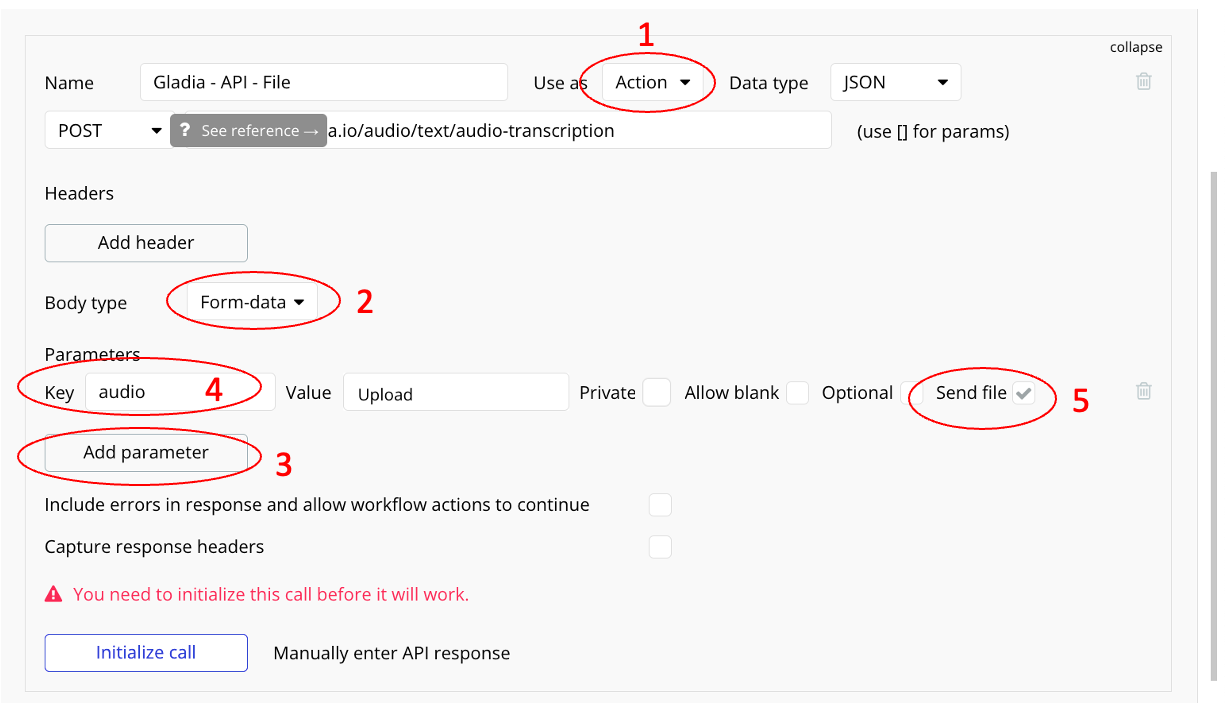 1
collapse
Name Gladia - API - File Use as Action Data type JSON
POST ? See reference → a.io/audio/text/audio-transcription (use [] for params)
Headers
Add header
Body type Form-data 2
Parameters
Key audio 4 Value Upload Private Allow blank Optional Send file 5
Add parameter 3
Include errors in response and allow workflow actions to continue
Capture response headers
You need to initialize this call before it will work.
Initialize call Manually enter API response